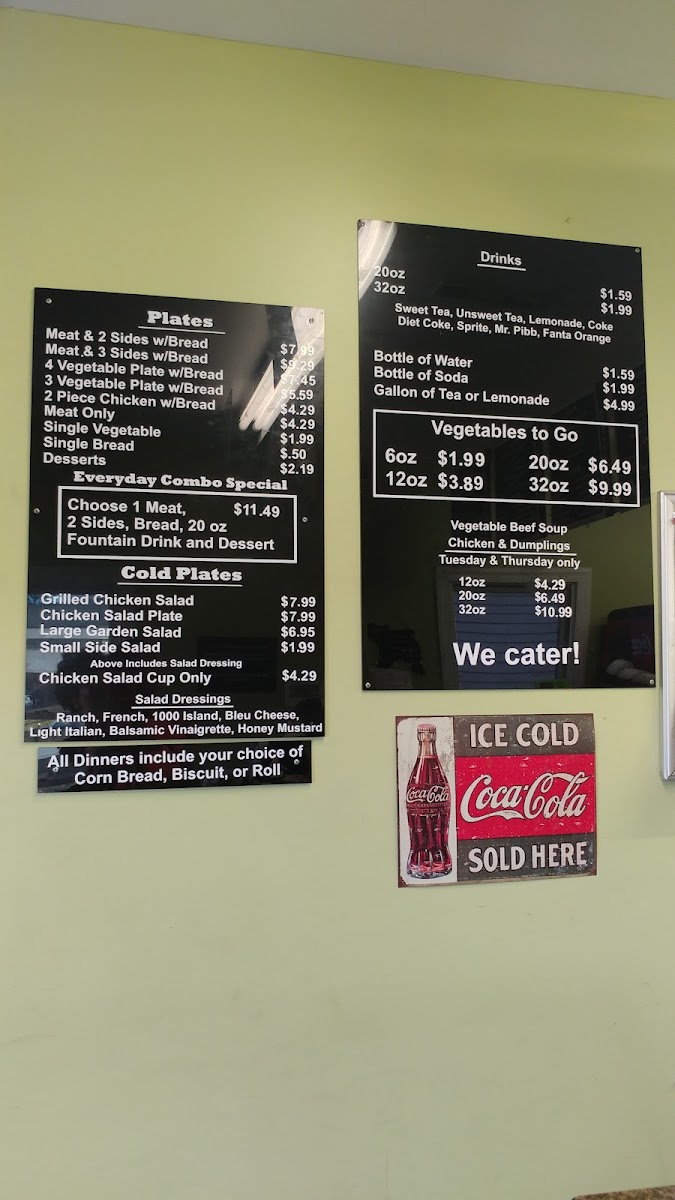 Plates
Meat & 2 Sides w/Bread $7.99
Meat & 3 Sides w/Bread $9.29
4 Vegetable Plate w/Bread $7.45
3 Vegetable Plate w/Bread $5.59
2 Piece Chicken w/Bread $4.29
Meat Only $4.29
Single Vegetable $1.99
Single Bread $.50
Desserts $2.19
Everyday Combo Special
Choose 1 Meat, $11.49
2 Sides, Bread, 20 oz
Fountain Drink and Dessert
Cold Plates
Grilled Chicken Salad $7.99
Chicken Salad Plate $7.99
Large Garden Salad $6.95
Small Side Salad $1.99
Above Includes Salad Dressing
Chicken Salad Cup Only $4.29
Salad Dressings
Ranch, French, 1000 Island, Bleu Cheese,
Light Italian, Balsamic Vinaigrette, Honey Mustard
All Dinners include your choice of
Corn Bread, Biscuit, or Roll
Drinks
20oz $1.59
32oz $1.99
Sweet Tea, Unsweet Tea, Lemonade, Coke
Diet Coke, Sprite, Mr. Pibb, Fanta Orange
Bottle of Water $1.59
Bottle of Soda $1.99
Gallon of Tea or Lemonade $4.99
Vegetables to Go
6oz $1.99 20oz $6.49
12oz $3.89 32oz $9.99
Vegetable Beef Soup
Chicken & Dumplings
Tuesday & Thursday only
12oz $4.29
20oz $6.49
32oz $10.99
We cater!
ICE COLD
Coca-Cola
Coca-Cola
SOLD HERE